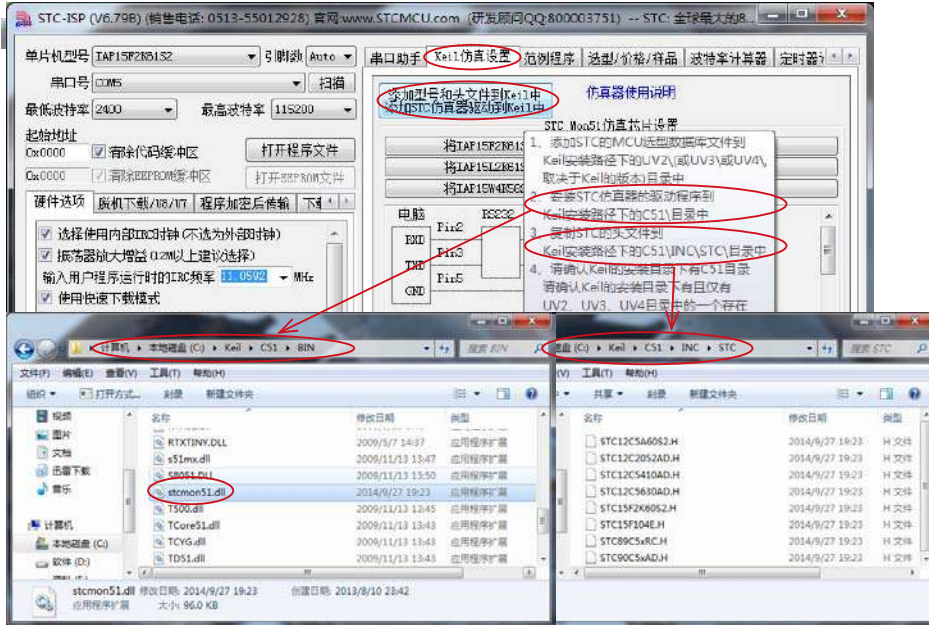 STC-ISP (V6.79B) (销售电话: 0513-55012928) 官网:www.STCMCU.com (研发顾问QQ:800003751) -- STC: 全球最大的8...
单片机型号 IAP15F2K61S2 引脚数 Auto
串口号 COM5 扫描
最低波特率 2400 最高波特率 115200
起始地址
0x0000 清除代码缓冲区 打开程序文件
0x0000 清除EEPROM缓冲区 打开EEPROM文件
硬件选项 脱机下载/U8/U7 程序加密后传输
选择使用内部IRC时钟(不选为外部时钟)
振荡器放大增益(12M以上建议选择)
输入用户程序运行时的IRC频率 11.0592 MHz
使用快速下载模式
串口助手 Keil仿真设置 范例程序 选型/价格/样品 波特率计算器 定时器
添加型号和头文件到Keil中
添加STC仿真器驱动到Keil中
仿真器使用说明
STC Mon51仿真芯片设置
将IAP15F2K61S
将IAP15L2K61S
将IAP15W4K58S
电脑 RS232
RXD Pin2
TXD Pin3
GND Pin5
1、添加STC的MCU选型数据库文件到
Keil安装路径下的UV2\(或UV3\或UV4\,
取决于Keil的版本)目录中
2、安装STC仿真器的驱动程序到
Keil安装路径下的C51\目录中
3、复制STC的头文件到
Keil安装路径下的C51\INC\STC\目录中
4、请确认Keil的安装目录下有C51目录
请确认Keil的安装目录下有且仅有
UV2、UV3、UV4目录中的一个存在
计算机 本地磁盘 (C:) Keil C51 BIN
搜索 BIN
文件(F) 编辑(E) 查看(V) 工具(T) 帮助(H)
组织 打开方式... 刻录 新建文件夹
视频
图片
文档
迅雷下载
音乐
计算机
本地磁盘 (C:)
软件 (D:)
名称 修改日期 类型
RTXTINY.DLL 2009/5/7 14:37 应用程序扩展
s51mx.dll 2009/11/13 13:47 应用程序扩展
S8051.DLL 2009/11/13 13:50 应用程序扩展
stcmon51.dll 2014/9/27 19:23 应用程序扩展
T500.dll 2009/11/13 13:45 应用程序扩展
TCore51.dll 2009/11/13 13:43 应用程序扩展
TCYG.dll 2009/11/13 13:43 应用程序扩展
TD51.dll 2009/11/13 13:43 应用程序扩展
stcmon51.dll 修改日期: 2014/9/27 19:23 创建日期: 2013/8/10 23:42
应用程序扩展 大小: 96.0 KB
磁盘 (C:) Keil C51 INC STC
搜索 STC
(V) 工具(T) 帮助(H)
共享 刻录 新建文件夹
名称 修改日期 类型
STC12C5A60S2.H 2014/9/27 19:23 H 文件
STC12C2052AD.H 2014/9/27 19:23 H 文件
STC12C5410AD.H 2014/9/27 19:23 H 文件
STC12C5630AD.H 2014/9/27 19:23 H 文件
STC15F2K60S2.H 2014/9/27 19:23 H 文件
STC15F104E.H 2014/9/27 19:23 H 文件
STC89C5xRC.H 2014/9/27 19:23 H 文件
STC90C5xAD.H 2014/9/27 19:23 H 文件